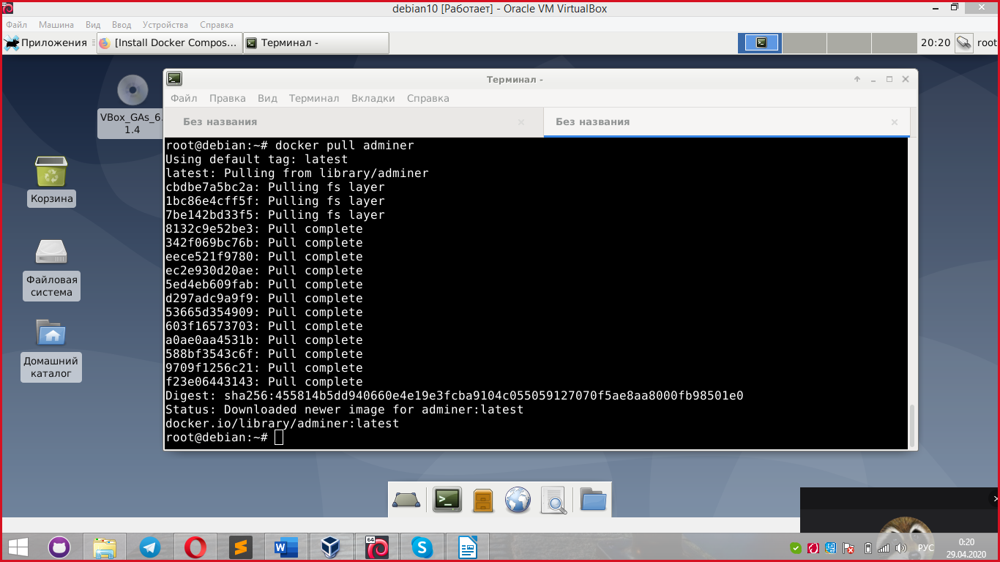 debian10 [Работает] - Oracle VM VirtualBox
Файл Машина Вид Ввод Устройства Справка
Приложения [Install Docker Compos... Терминал - 20:20 root
Терминал -
Файл Правка Вид Терминал Вкладки Справка
Без названия Без названия
VBox_GAs_6.
1.4
Корзина
Файловая
система
Домашний
каталог
root@debian:~# docker pull adminer
Using default tag: latest
latest: Pulling from library/adminer
cbdbe7a5bc2a: Pulling fs layer
1bc86e4cff5f: Pulling fs layer
7be142bd33f5: Pulling fs layer
8132c9e52be3: Pull complete
342f069bc76b: Pull complete
eece521f9780: Pull complete
ec2e930d20ae: Pull complete
5ed4eb609fab: Pull complete
d297adc9a9f9: Pull complete
53665d354909: Pull complete
603f16573703: Pull complete
a0ae0aa4531b: Pull complete
588bf3543c6f: Pull complete
9709f1256c21: Pull complete
f23e06443143: Pull complete
Digest: sha256:455814b5dd940660e4e19e3fcba9104c055059127070f5ae8aa8000fb98501e0
Status: Downloaded newer image for adminer:latest
docker.io/library/adminer:latest
root@debian:~#
64
РУС
0:20
29.04.2020